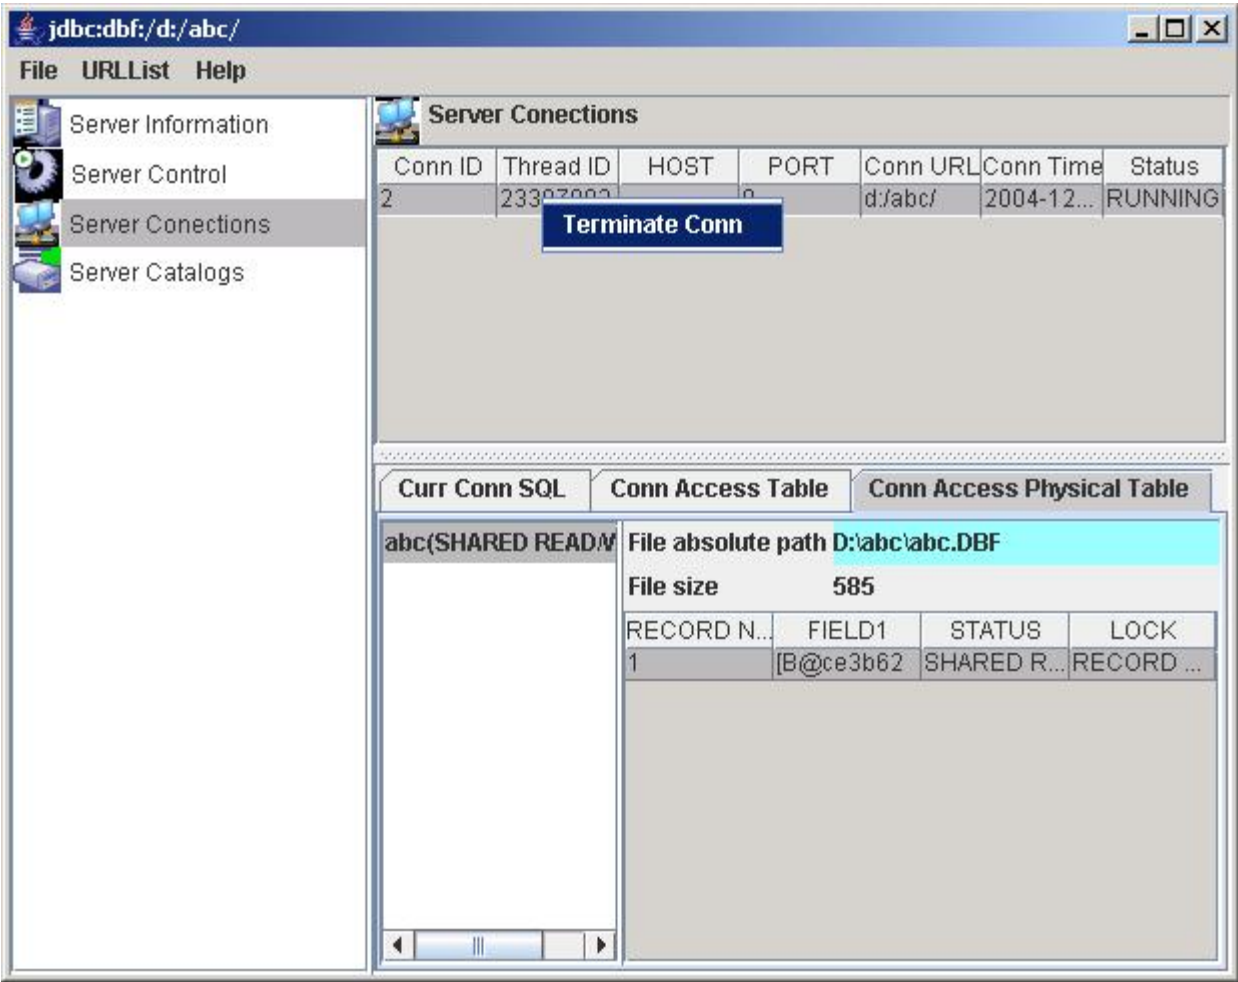 jdbc:dbf:/d:/abc/
File URLList Help
Server Information
Server Control
Server Conections
Server Catalogs
Server Conections
Conn ID Thread ID HOST PORT Conn URL Conn Time Status
2 d:/abc/ 2004-12... RUNNING
Terminate Conn
Curr Conn SQL Conn Access Table Conn Access Physical Table
abc(SHARED READ/W
File absolute path D:\abc\abc.DBF
File size 585
RECORD N... FIELD1 STATUS LOCK
1 [B@ce3b62 SHARED R... RECORD ...